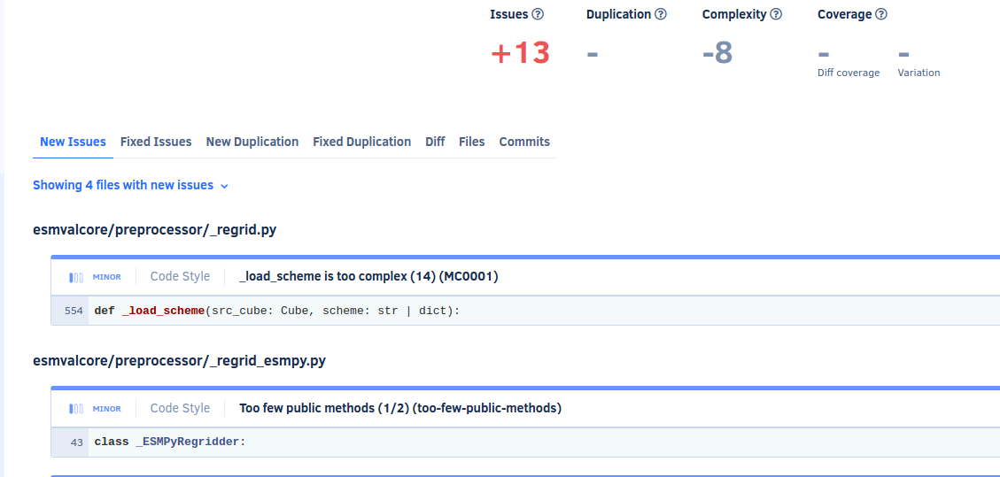 Issues ? Duplication ? Complexity ? Coverage ?
+13 - -8 - -
Diff coverage Variation
New Issues Fixed Issues New Duplication Fixed Duplication Diff Files Commits
Showing 4 files with new issues
esmvalcore/preprocessor/_regrid.py
MINOR Code Style _load_scheme is too complex (14) (MC0001)
554 def _load_scheme(src_cube: Cube, scheme: str | dict):
esmvalcore/preprocessor/_regrid_esmpy.py
MINOR Code Style Too few public methods (1/2) (too-few-public-methods)
43 class _ESMPyRegridder: